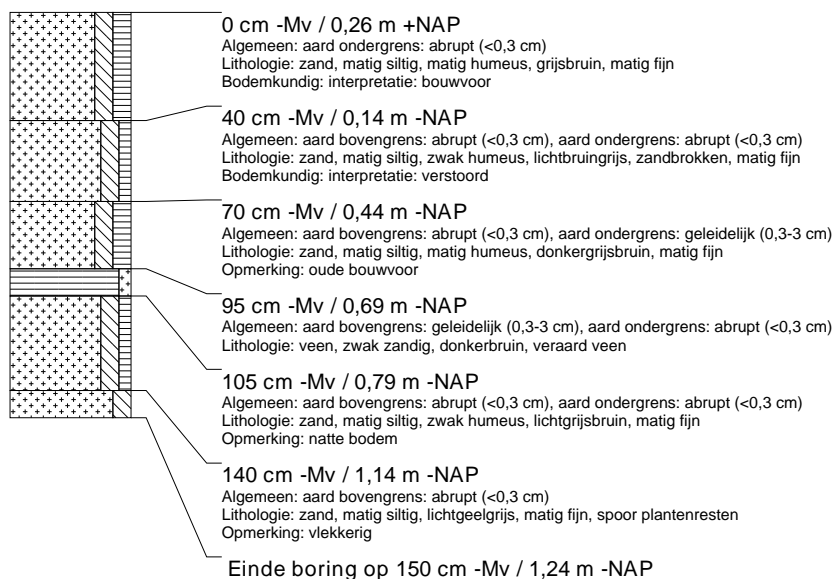 0 cm -Mv / 0,26 m +NAP
Algemeen: aard ondergrens: abrupt (<0,3 cm)
Lithologie: zand, matig siltig, matig humeus, grijsbruin, matig fijn
Bodemkundig: interpretatie: bouwvoor
40 cm -Mv / 0,14 m -NAP
Algemeen: aard bovengrens: abrupt (<0,3 cm), aard ondergrens: abrupt (<0,3 cm)
Lithologie: zand, matig siltig, zwak humeus, lichtbruingrijs, zandbrokken, matig fijn
Bodemkundig: interpretatie: verstoord
70 cm -Mv / 0,44 m -NAP
Algemeen: aard bovengrens: abrupt (<0,3 cm), aard ondergrens: geleidelijk (0,3-3 cm)
Lithologie: zand, matig siltig, matig humeus, donkergrijsbruin, matig fijn
Opmerking: oude bouwvoor
95 cm -Mv / 0,69 m -NAP
Algemeen: aard bovengrens: geleidelijk (0,3-3 cm), aard ondergrens: abrupt (<0,3 cm)
Lithologie: veen, zwak zandig, donkerbruin, veraard veen
105 cm -Mv / 0,79 m -NAP
Algemeen: aard bovengrens: abrupt (<0,3 cm), aard ondergrens: abrupt (<0,3 cm)
Lithologie: zand, matig siltig, zwak humeus, lichtgrijsbruin, matig fijn
Opmerking: natte bodem
140 cm -Mv / 1,14 m -NAP
Algemeen: aard bovengrens: abrupt (<0,3 cm)
Lithologie: zand, matig siltig, lichtgeelgrijs, matig fijn, spoor plantenresten
Opmerking: vlekkerig
Einde boring op 150 cm -Mv / 1,24 m -NAP